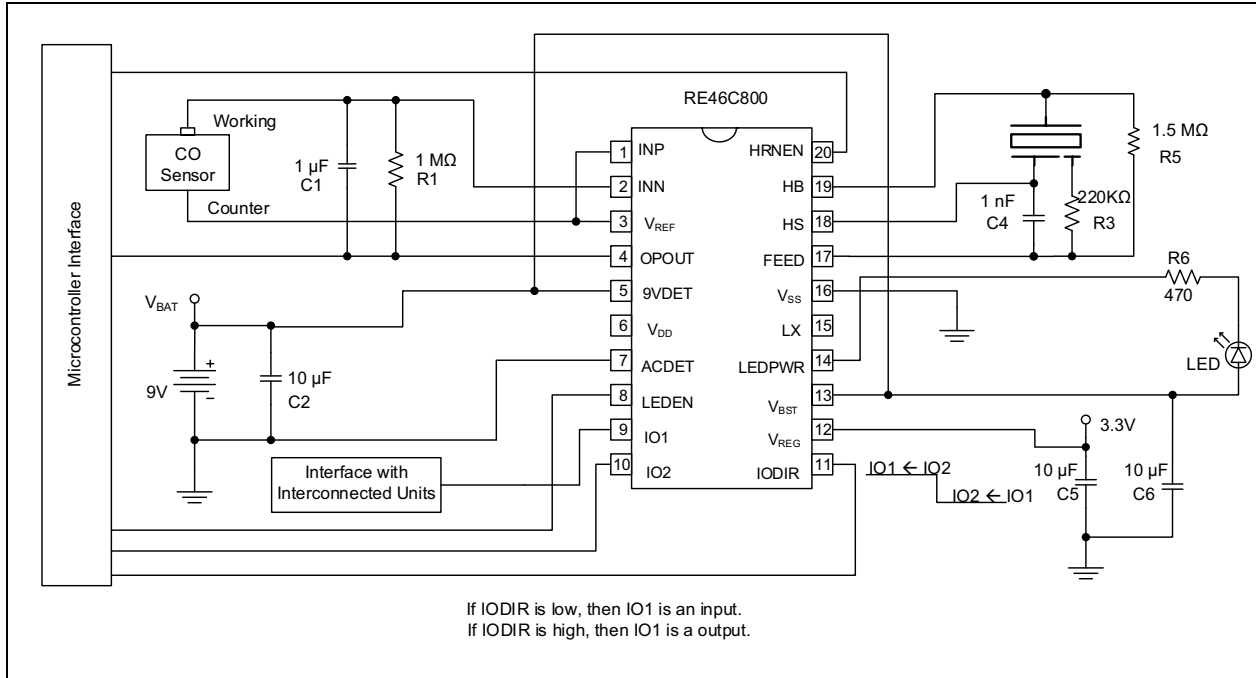 Microcontroller Interface
RE46C800
Working
CO
Sensor
Counter
1 µF
C1
1 MΩ
R1
1 INP
2 INN
3 VREF
4 OPOUT
5 9VDET
6 VDD
7 ACDET
8 LEDEN
9 IO1
10 IO2
HRNEN 20
HB 19
HS 18
FEED 17
VSS 16
LX 15
LEDPWR 14
VBST 13
VREG 12
IODIR 11
VBAT
9V
+
–
10 µF
C2
Interface with
Interconnected Units
1 nF
C4
220KΩ
R3
1.5 MΩ
R5
R6
470
LED
3.3V
10 µF
C5
10 µF
C6
IO1 ← IO2
IO2 ← IO1
If IODIR is low, then IO1 is an input.
If IODIR is high, then IO1 is a output.